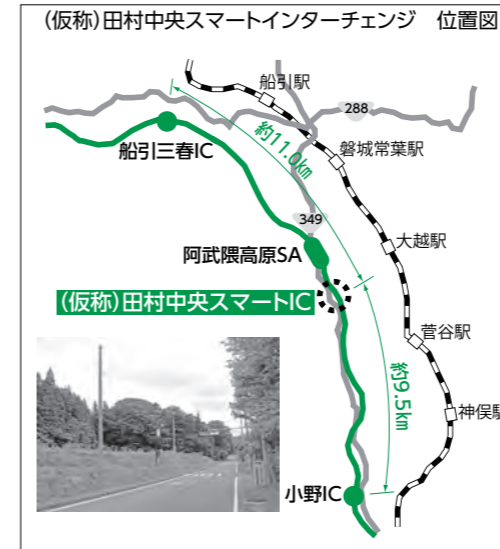 (仮称)田村中央スマートインターチェンジ 位置図
船引駅
288
約11.0km
磐城常葉駅
船引三春IC
349
大越駅
阿武隈高原SA
(仮称)田村中央スマートIC
菅谷駅
約9.5km
神俣駅
小野IC